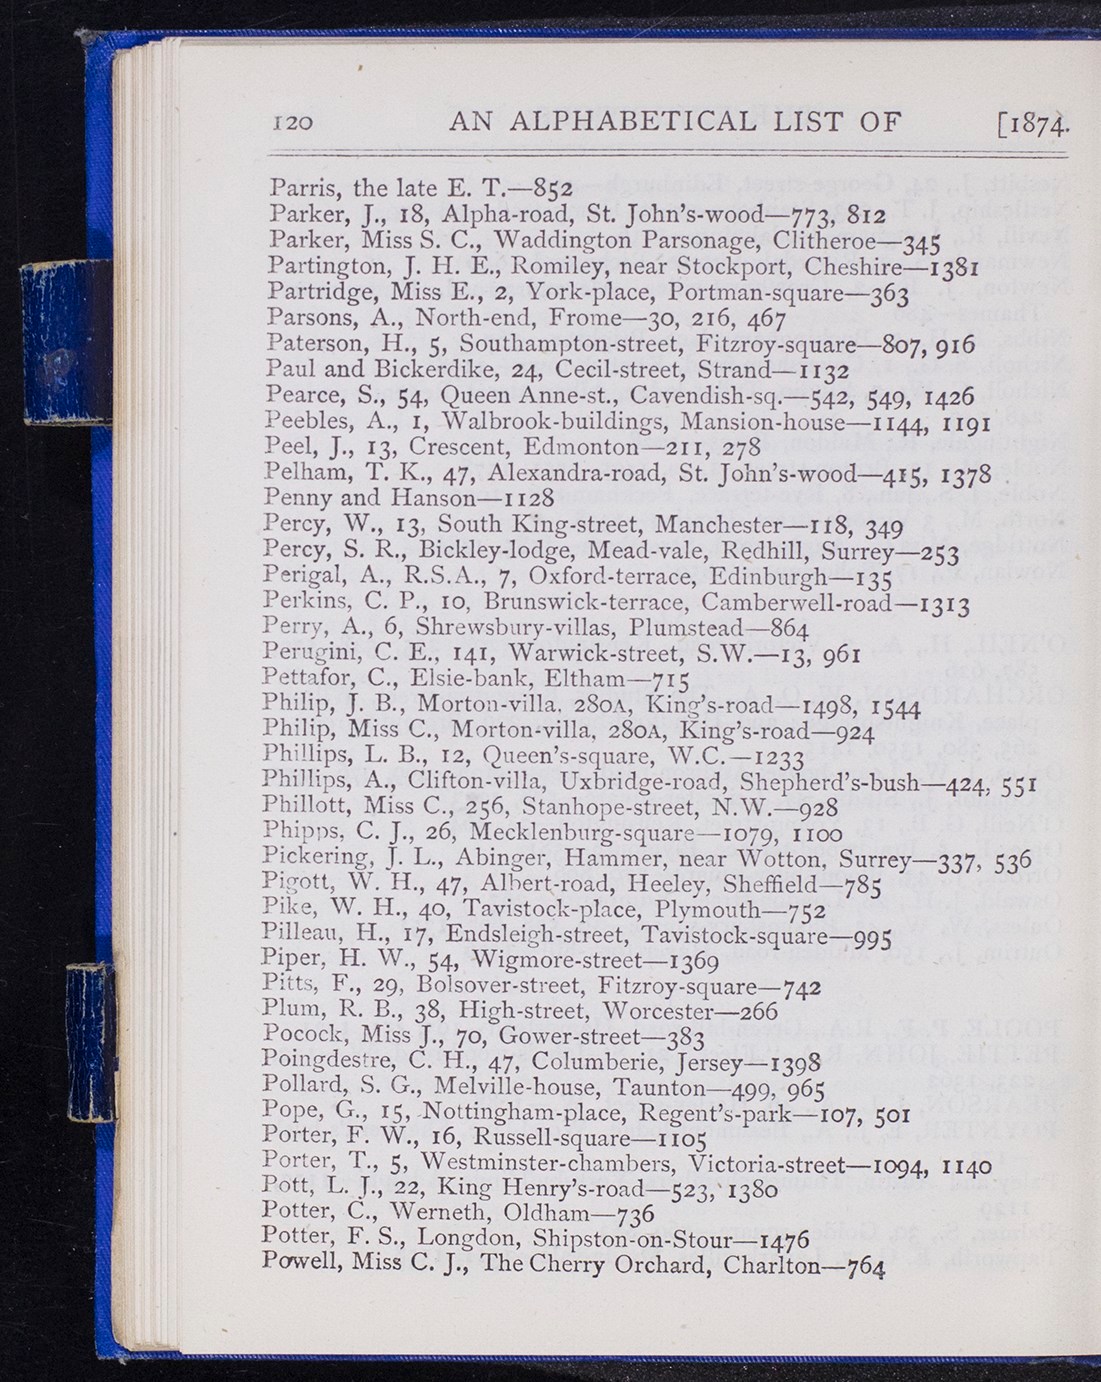 120 AN ALPHABETICAL LIST OF [1874.
Parris, the late E. T.—852
Parker, J., 18, Alpha-road, St. John's-wood—773, 812
Parker, Miss S. C., Waddington Parsonage, Clitheroe—345
Partington, J. H. E., Romiley, near Stockport, Cheshire—1381
Partridge, Miss E., 2, York-place, Portman-square—363
Parsons, A., North-end, Frome—30, 216, 467
Paterson, H., 5, Southampton-street, Fitzroy-square—807, 916
Paul and Bickerdike, 24, Cecil-street, Strand—1132
Pearce, S., 54, Queen Anne-st., Cavendish-sq.—542, 549, 1426
Peebles, A., 1, Walbrook-buildings, Mansion-house—1144, 1191
Peel, J., 13, Crescent, Edmonton—211, 278
Pelham, T. K., 47, Alexandra-road, St. John's-wood—415, 1378
Penny and Hanson—1128
Percy, W., 13, South King-street, Manchester—118, 349
Percy, S. R., Bickley-lodge, Mead-vale, Redhill, Surrey—253
Perigal, A., R.S.A., 7, Oxford-terrace, Edinburgh—135
Perkins, C. P., 10, Brunswick-terrace, Camberwell-road—1313
Perry, A., 6, Shrewsbury-villas, Plumstead—864
Perugini, C. E., 141, Warwick-street, S.W.—13, 961
Pettafor, C., Elsie-bank, Eltham—715
Philip, J. B., Morton-villa, 280A, King's-road—1498, 1544
Philip, Miss C., Morton-villa, 280A, King's-road—924
Phillips, L. B., 12, Queen's-square, W.C.—1233
Phillips, A., Clifton-villa, Uxbridge-road, Shepherd's-bush—424, 551
Phillott, Miss C., 256, Stanhope-street, N.W.—928
Phipps, C. J., 26, Mecklenburg-square—1079, 1100
Pickering, J. L., Abinger, Hammer, near Wotton, Surrey—337, 536
Pigott, W. H., 47, Albert-road, Heeley, Sheffield—785
Pike, W. H., 40, Tavistock-place, Plymouth—752
Pilleau, H., 17, Endsleigh-street, Tavistock-square—995
Piper, H. W., 54, Wigmore-street—1369
Pitts, F., 29, Bolsover-street, Fitzroy-square—742
Plum, R. B., 38, High-street, Worcester—266
Pocock, Miss J., 70, Gower-street—383
Poingdestre, C. H., 47, Columberie, Jersey—1398
Pollard, S. G., Melville-house, Taunton—499, 965
Pope, G., 15, Nottingham-place, Regent's-park—107, 501
Porter, F. W., 16, Russell-square—1105
Porter, T., 5, Westminster-chambers, Victoria-street—1094, 1140
Pott, L. J., 22, King Henry's-road—523, 1380
Potter, C., Werneth, Oldham—736
Potter, F. S., Longdon, Shipston-on-Stour—1476
Powell, Miss C. J., The Cherry Orchard, Charlton—764